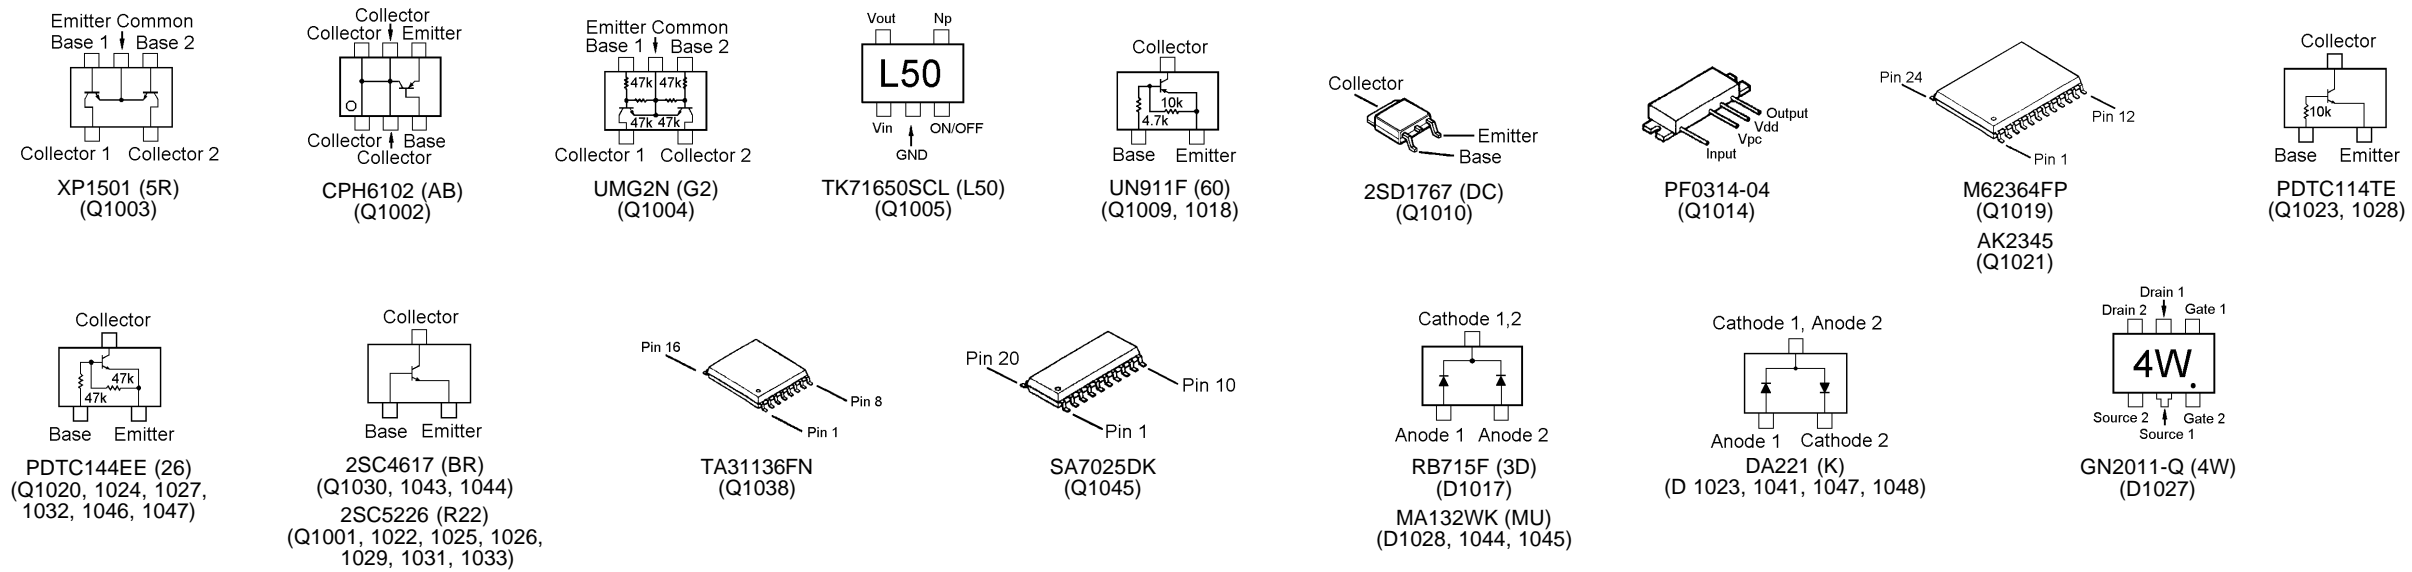 Emitter Common
Base 1 Base 2
Collector 1 Collector 2
XP1501 (5R)
(Q1003)
Collector
Collector Emitter
Collector Base
Collector
CPH6102 (AB)
(Q1002)
Emitter Common
Base 1 Base 2
47k 47k
47k 47k
Collector 1 Collector 2
UMG2N (G2)
(Q1004)
Vout Np
L50
Vin ON/OFF
GND
TK71650SCL (L50)
(Q1005)
Collector
10k
4.7k
Base Emitter
UN911F (60)
(Q1009, 1018)
Collector
Emitter
Base
2SD1767 (DC)
(Q1010)
Output
Vdd
Vpc
Input
PF0314-04
(Q1014)
Pin 24
Pin 12
Pin 1
M62364FP
(Q1019)
AK2345
(Q1021)
Collector
10k
Base Emitter
PDTC114TE
(Q1023, 1028)
Collector
47k
47k
Base Emitter
PDTC144EE (26)
(Q1020, 1024, 1027,
1032, 1046, 1047)
Collector
Base Emitter
2SC4617 (BR)
(Q1030, 1043, 1044)
2SC5226 (R22)
(Q1001, 1022, 1025, 1026,
1029, 1031, 1033)
Pin 16
Pin 8
Pin 1
TA31136FN
(Q1038)
Pin 20
Pin 10
Pin 1
SA7025DK
(Q1045)
Cathode 1,2
Anode 1 Anode 2
RB715F (3D)
(D1017)
MA132WK (MU)
(D1028, 1044, 1045)
Cathode 1, Anode 2
Anode 1 Cathode 2
DA221 (K)
(D 1023, 1041, 1047, 1048)
Drain 1
Drain 2 Gate 1
4W
Source 2 Gate 2
Source 1
GN2011-Q (4W)
(D1027)